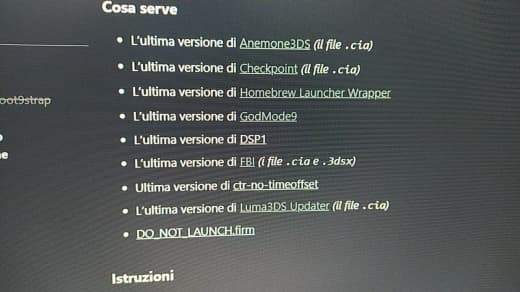 Cosa serve
L'ultima versione di Anemone3DS (il file .cia)
L'ultima versione di Checkpoint (il file .cia)
L'ultima versione di Homebrew Launcher Wrapper
oot9strap
L'ultima versione di GodMode9
L'ultima versione di DSP1
L'ultima versione di FBI (i file .cia e .3dsx)
Ultima versione di ctr-no-timeoffset
L'ultima versione di Luma3DS Updater (il file .cia)
DO_NOT_LAUNCH.firm
Istruzioni